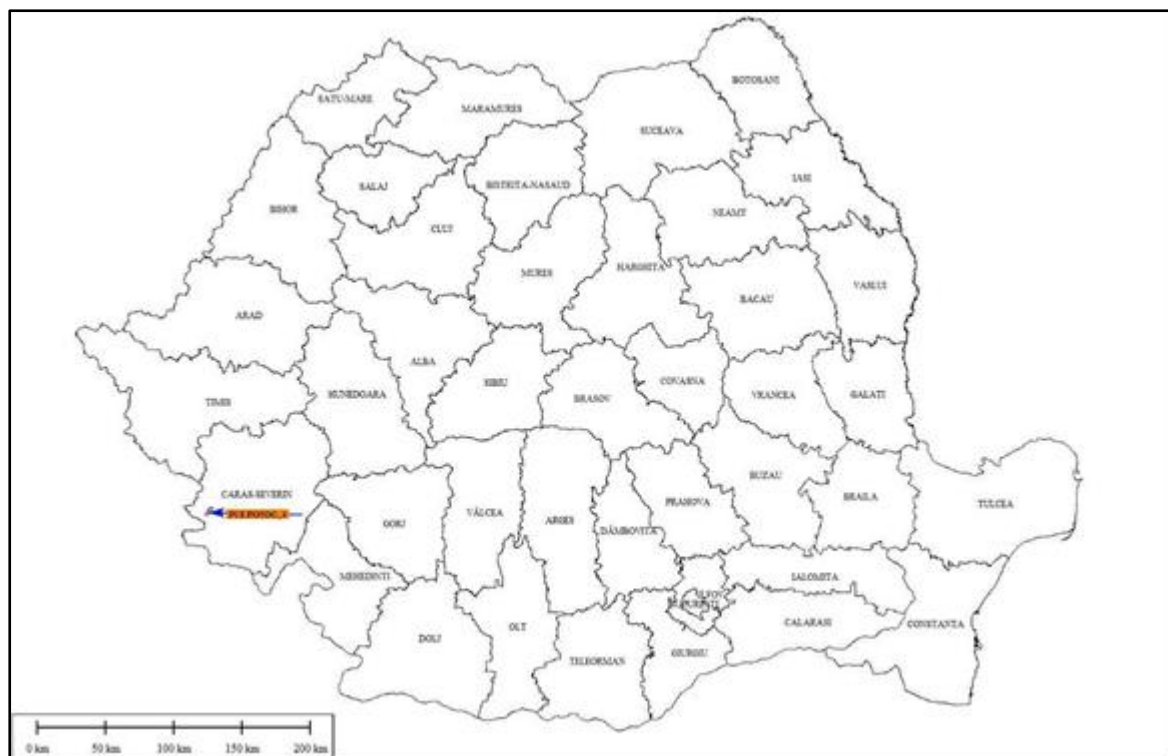 BOTOSANI
SATU-MARE
MARAMURES
SUCEAVA
IASI
SALAJ
BISTRITA-NASAUD
NEAMT
BIHOR
CLUJ
MURES
HARGHITA
VASLUI
BACAU
ARAD
ALBA
COVASNA
HUNEDOARA
SIBIU
BRASOV
VRANCEA
GALATI
TIMIS
CARAS-SEVERIN
BUZAU
BRAILA
TULCEA
PRAHOVA
GORJ
VÂLCEA
ARGES
DÂMBOVITA
MEHEDINTI
IALOMITA
CALARASI
CONSTANTA
DOLJ
OLT
TELEORMAN
GIURGIU
0 km 50 km 100 km 150 km 200 km